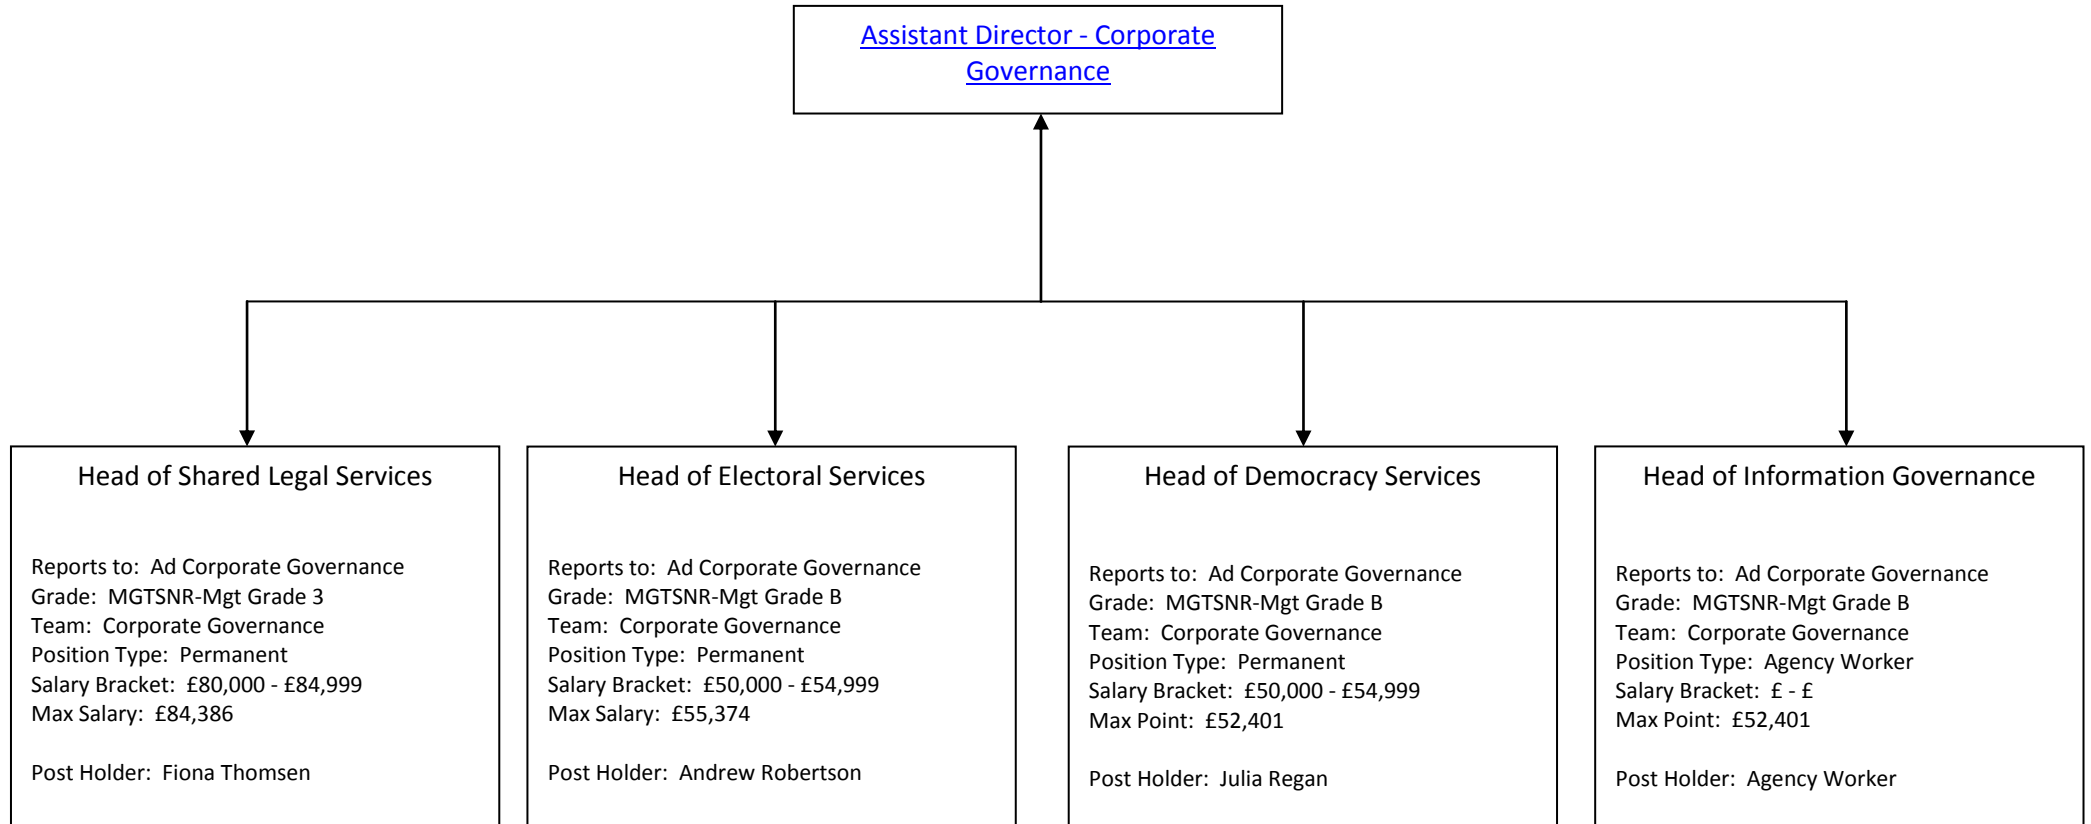 Assistant Director - Corporate
Governance
Head of Shared Legal Services
Reports to:  Ad Corporate Governance
Grade:  MGTSNR-Mgt Grade 3
Team:  Corporate Governance
Position Type:  Permanent
Salary Bracket:  £80,000 - £84,999
Max Salary:  £84,386
Post Holder:  Fiona Thomsen
Head of Electoral Services
Reports to:  Ad Corporate Governance
Grade:  MGTSNR-Mgt Grade B
Team:  Corporate Governance
Position Type:  Permanent
Salary Bracket:  £50,000 - £54,999
Max Salary:  £55,374
Post Holder:  Andrew Robertson
Head of Democracy Services
Reports to:  Ad Corporate Governance
Grade:  MGTSNR-Mgt Grade B
Team:  Corporate Governance
Position Type:  Permanent
Salary Bracket:  £50,000 - £54,999
Max Point:  £52,401
Post Holder:  Julia Regan
Head of Information Governance
Reports to:  Ad Corporate Governance
Grade:  MGTSNR-Mgt Grade B
Team:  Corporate Governance
Position Type:  Agency Worker
Salary Bracket:  £ - £
Max Point:  £52,401
Post Holder:  Agency Worker